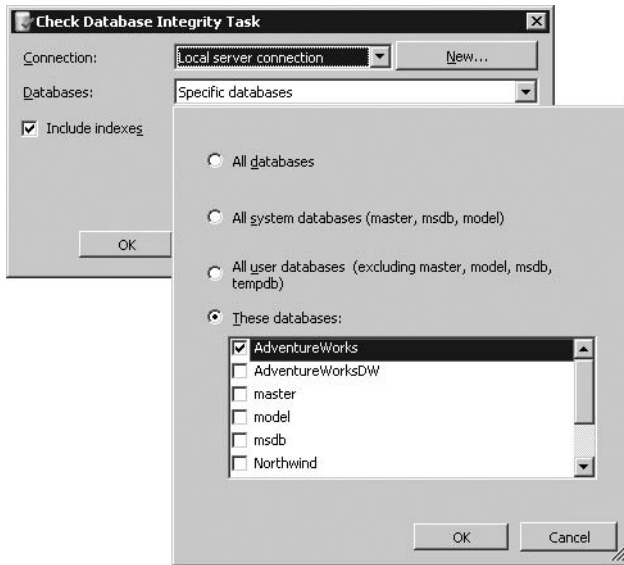 Check Database Integrity Task
Connection:
Local server connection
New...
Databases:
Specific databases
Include indexes
All databases
All system databases (master, msdb, model)
All user databases (excluding master, model, msdb,
tempdb)
These databases:
AdventureWorks
AdventureWorksDW
master
model
msdb
Northwind
OK
OK
Cancel